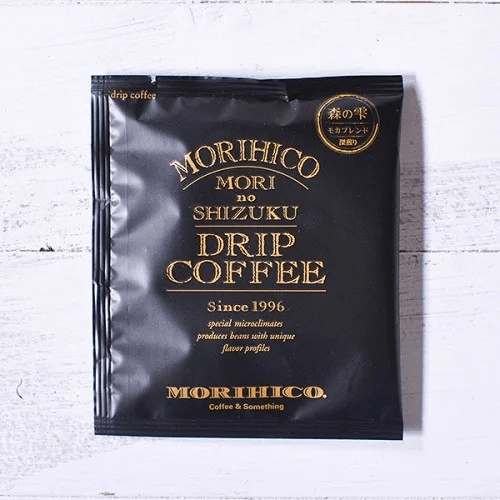 drip coffee
森の雫
モカブレンド
深煎り
MORIHICO
MORI
no
SHIZUKU
DRIP
COFFEE
Since 1996
special microclimates
produces beans with unique
flavor profiles
MORIHICO.
Coffee & Something